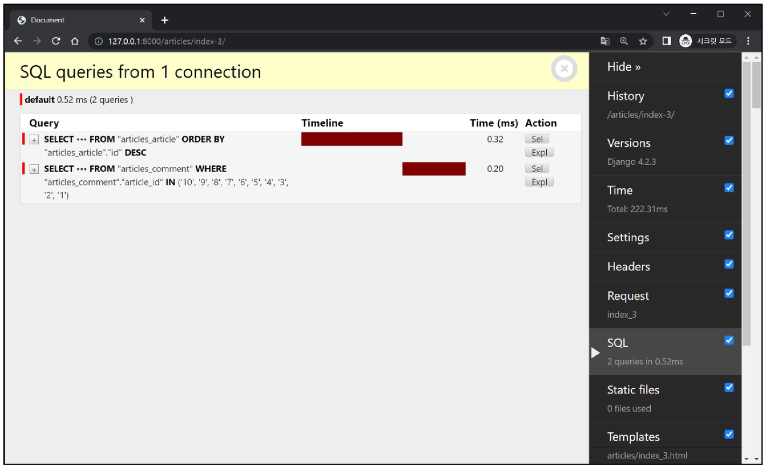 Document
127.0.0.1:8000/articles/index-3/
시크릿 모드
SQL queries from 1 connection
default 0.52 ms (2 queries )
Query Timeline Time (ms) Action
SELECT ••• FROM "articles_article" ORDER BY
"articles_article"."id" DESC
0.32
Sel
Expl
SELECT ••• FROM "articles_comment" WHERE
"articles_comment"."article_id" IN ('10', '9', '8', '7', '6', '5', '4', '3',
'2', '1')
0.20
Sel
Expl
Hide »
History
/articles/index-3/
Versions
Django 4.2.3
Time
Total: 222.31ms
Settings
Headers
Request
index_3
SQL
2 queries in 0.52ms
Static files
0 files used
Templates
articles/index_3.html